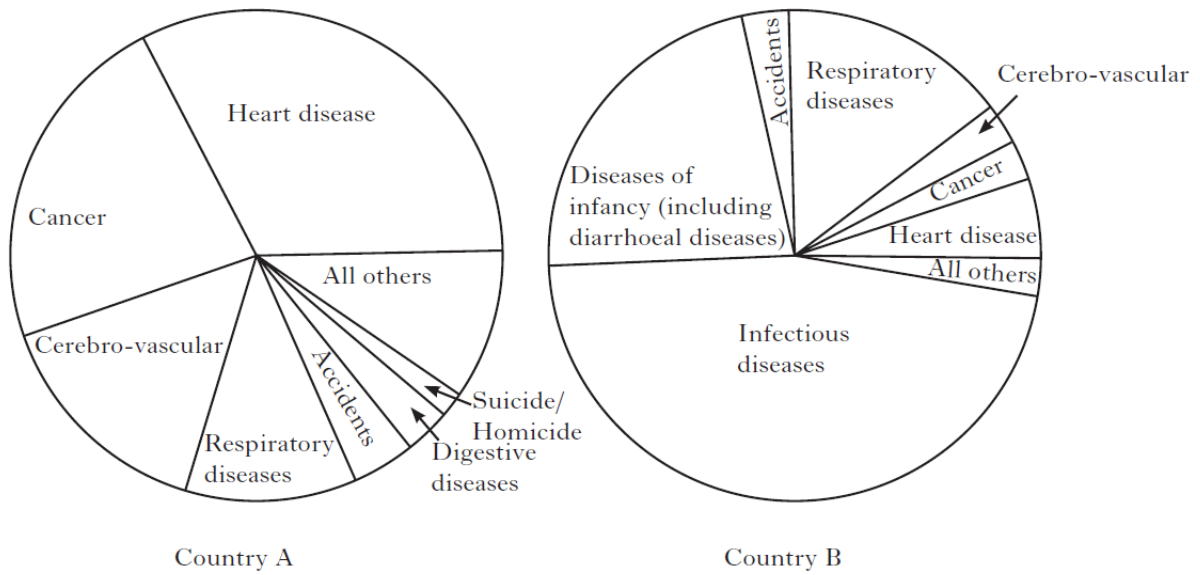 Heart disease
Cancer
All others
Cerebro-vascular
Accidents
Suicide/
Homicide
Respiratory
diseases
Digestive
diseases
Country A
Accidents
Respiratory
diseases
Cerebro-vascular
Cancer
Diseases of
infancy (including
diarrhoeal diseases)
Heart disease
All others
Infectious
diseases
Country B